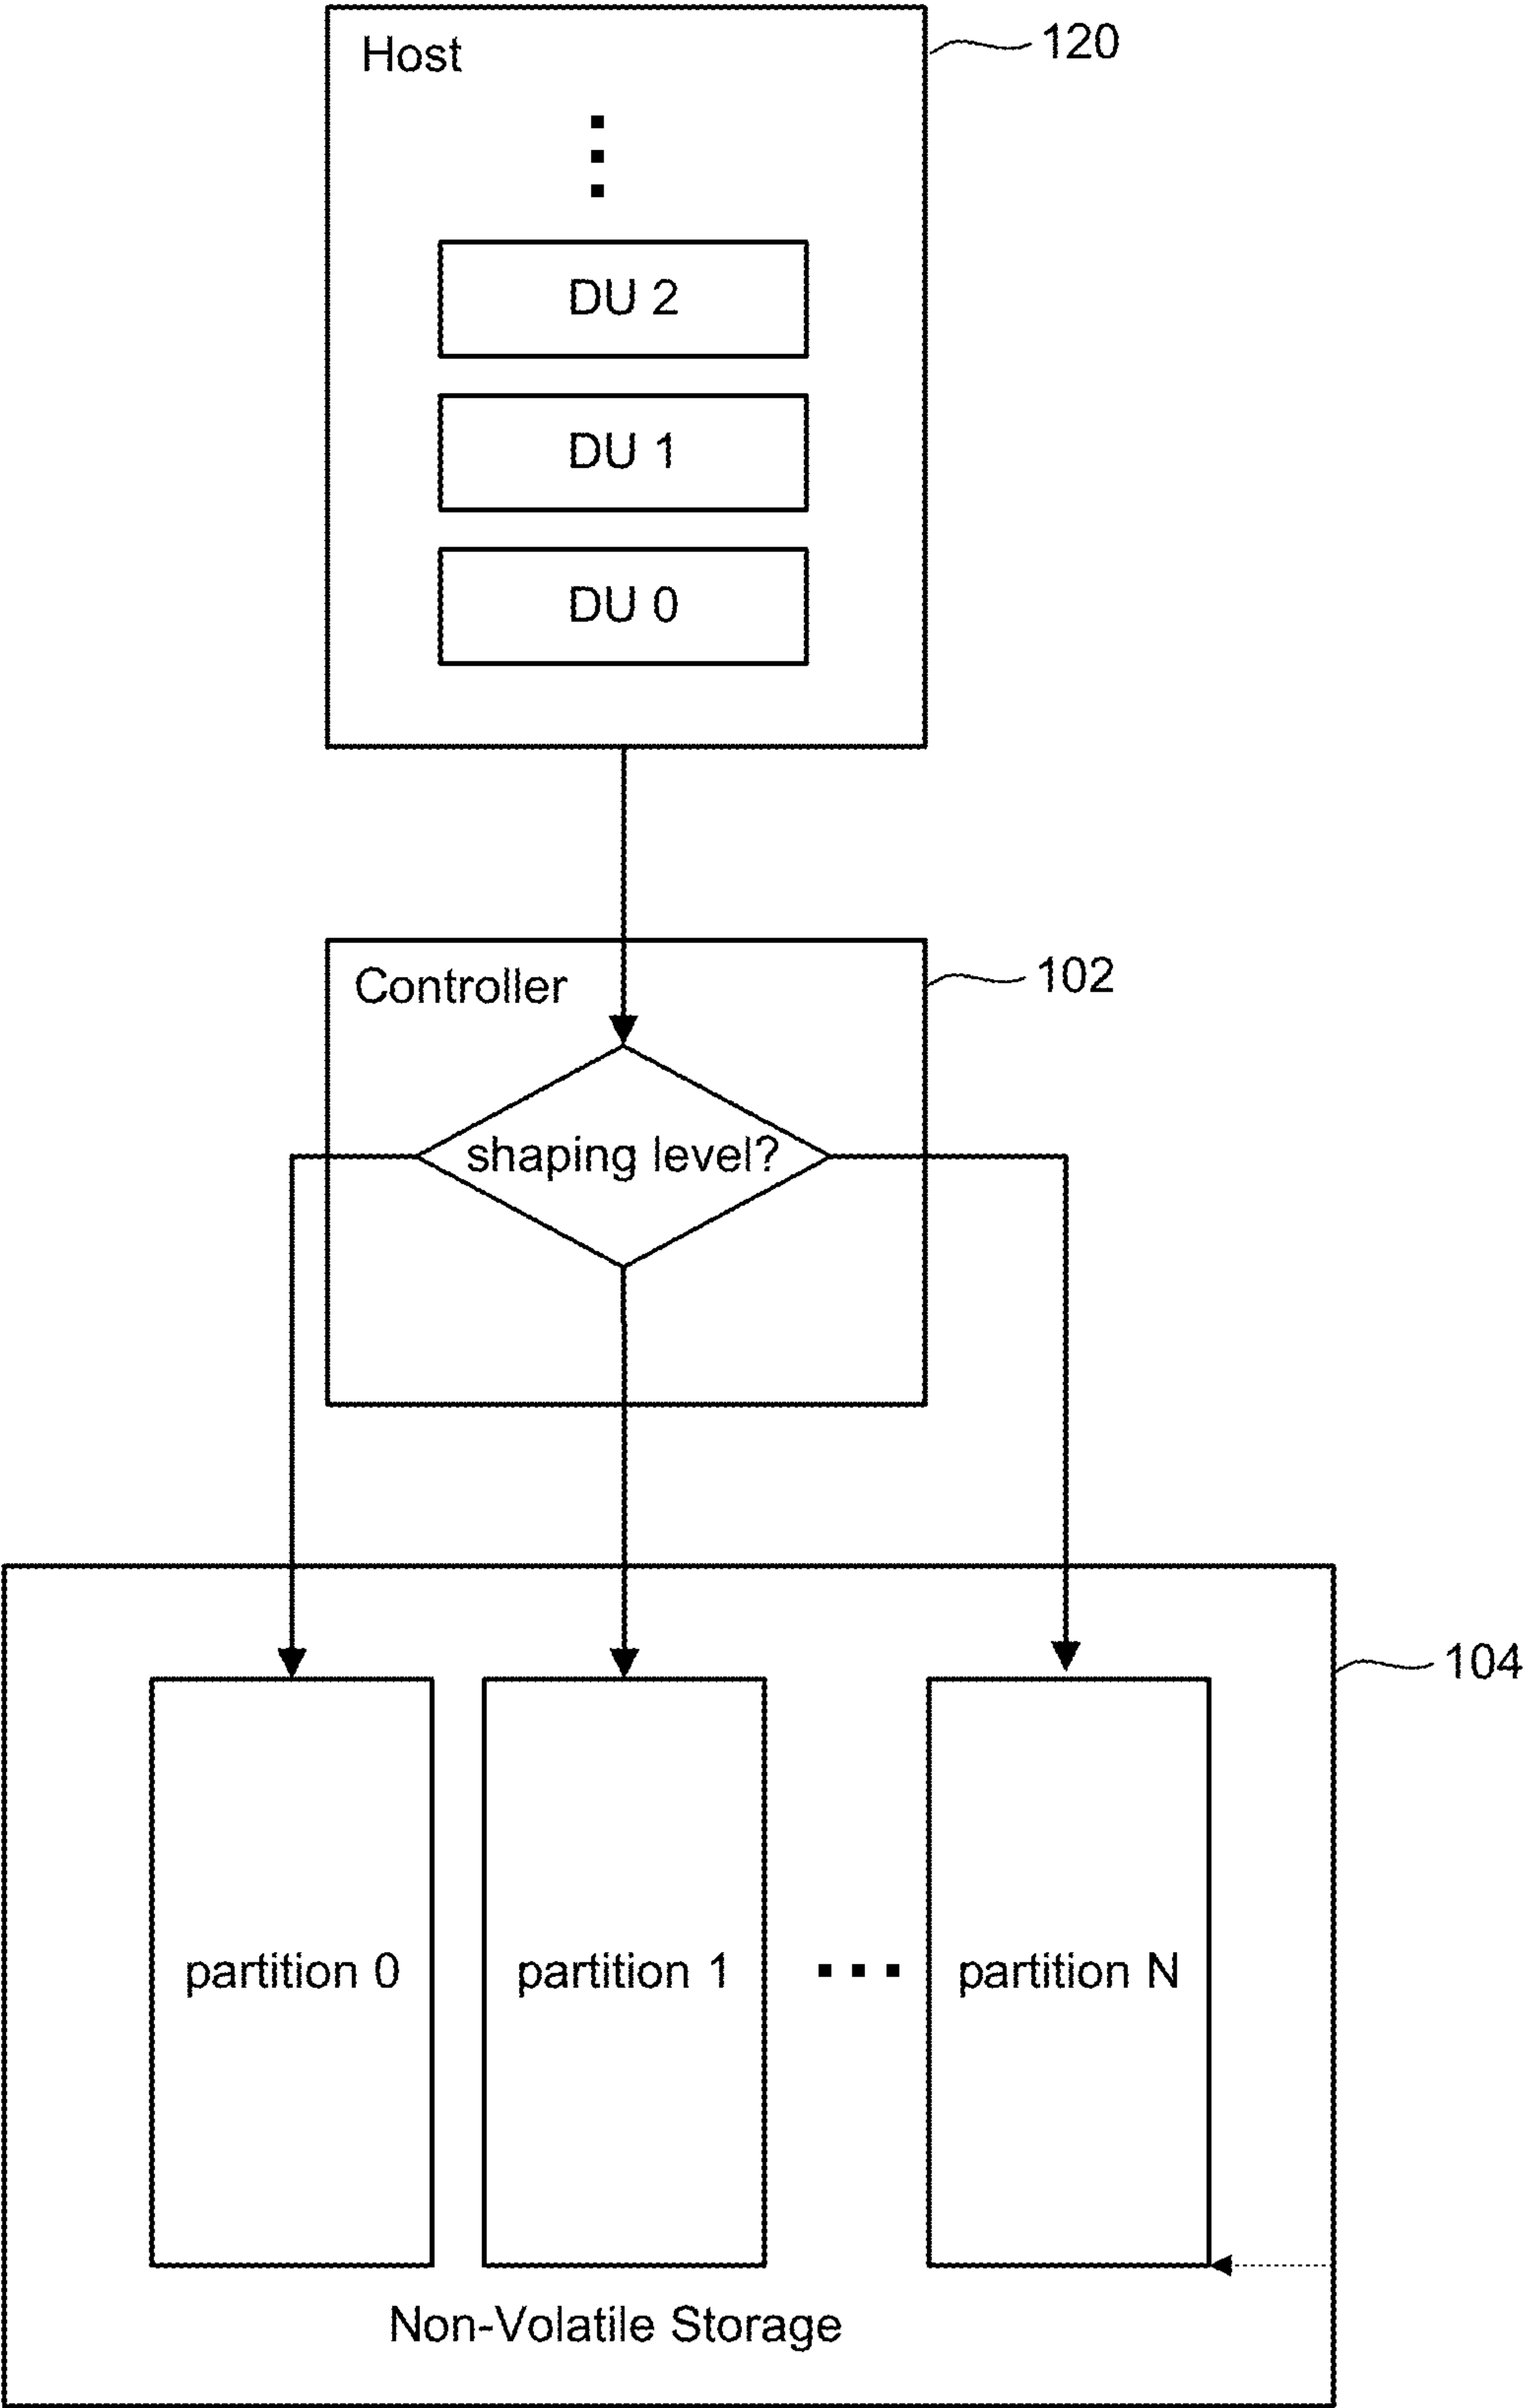 Host
120
DU 2
DU 1
DU 0
Controller
102
shaping level?
104
partition 0
partition 1
partition N
Non-Volatile Storage